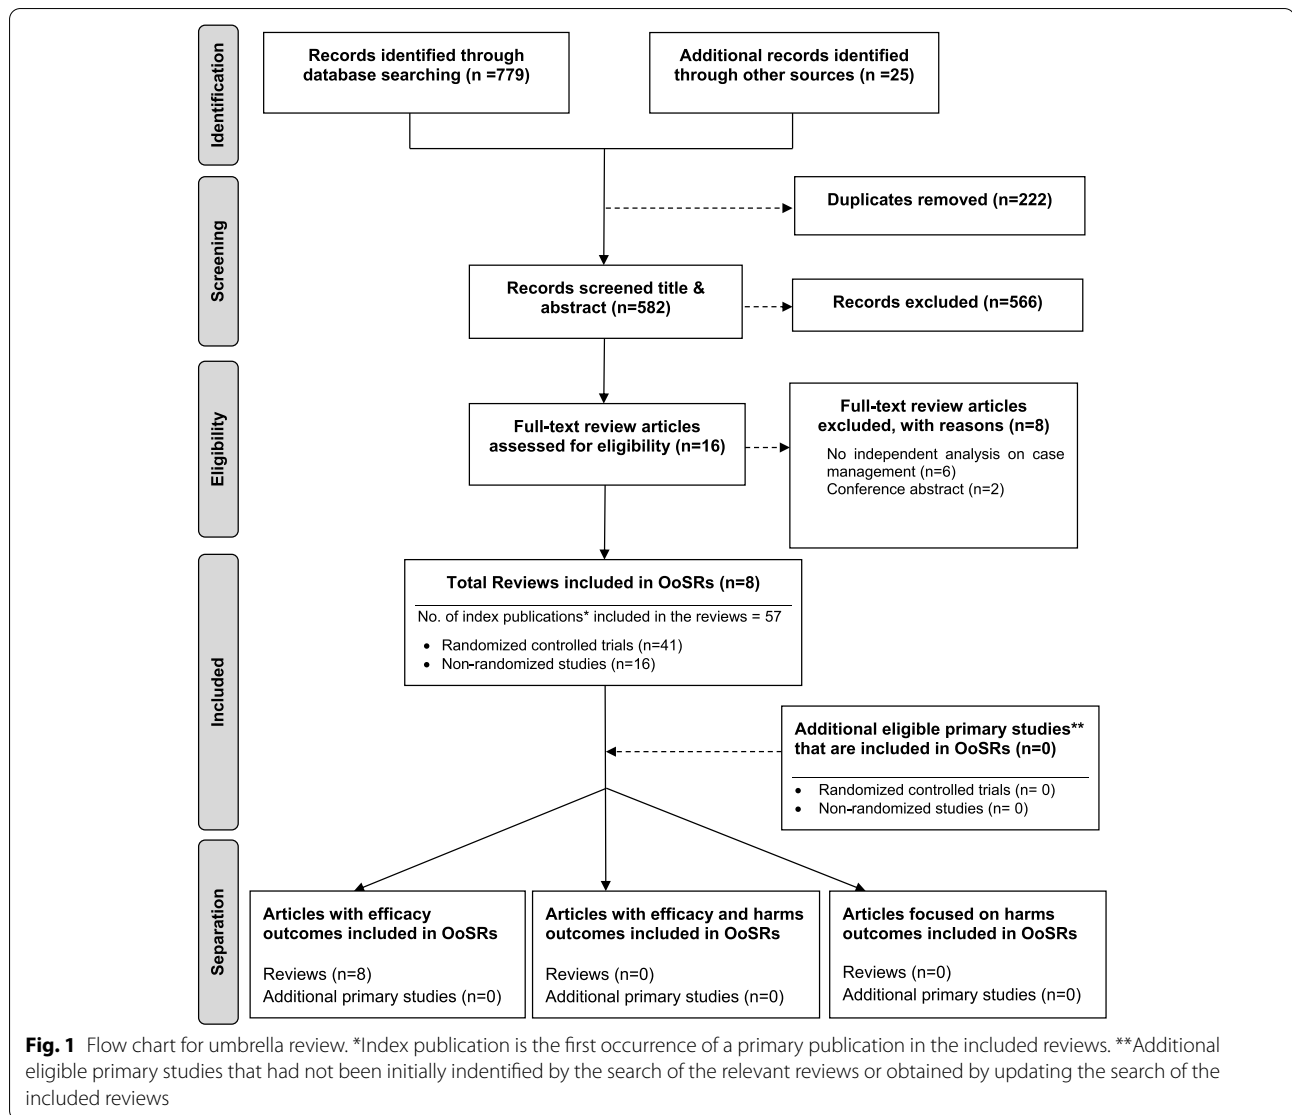 Identification
Records identified through
database searching (n =779)
Additional records identified
through other sources (n =25)
Screening
Duplicates removed (n=222)
Records screened title &
abstract (n=582)
Records excluded (n=566)
Eligibility
Full-text review articles
assessed for eligibility (n=16)
Full-text review articles
excluded, with reasons (n=8)
No independent analysis on case
management (n=6)
Conference abstract (n=2)
Included
Total Reviews included in OoSRs (n=8)
No. of index publications* included in the reviews = 57
• Randomized controlled trials (n=41)
• Non-randomized studies (n=16)
Additional eligible primary studies**
that are included in OoSRs (n=0)
• Randomized controlled trials (n= 0)
• Non-randomized studies (n= 0)
Separation
Articles with efficacy
outcomes included in OoSRs
Reviews (n=8)
Additional primary studies (n=0)
Articles with efficacy and harms
outcomes included in OoSRs
Reviews (n=0)
Additional primary studies (n=0)
Articles focused on harms
outcomes included in OoSRs
Reviews (n=0)
Additional primary studies (n=0)
Fig. 1 Flow chart for umbrella review. *Index publication is the first occurrence of a primary publication in the included reviews. **Additional
eligible primary studies that had not been initially indentified by the search of the relevant reviews or obtained by updating the search of the
included reviews